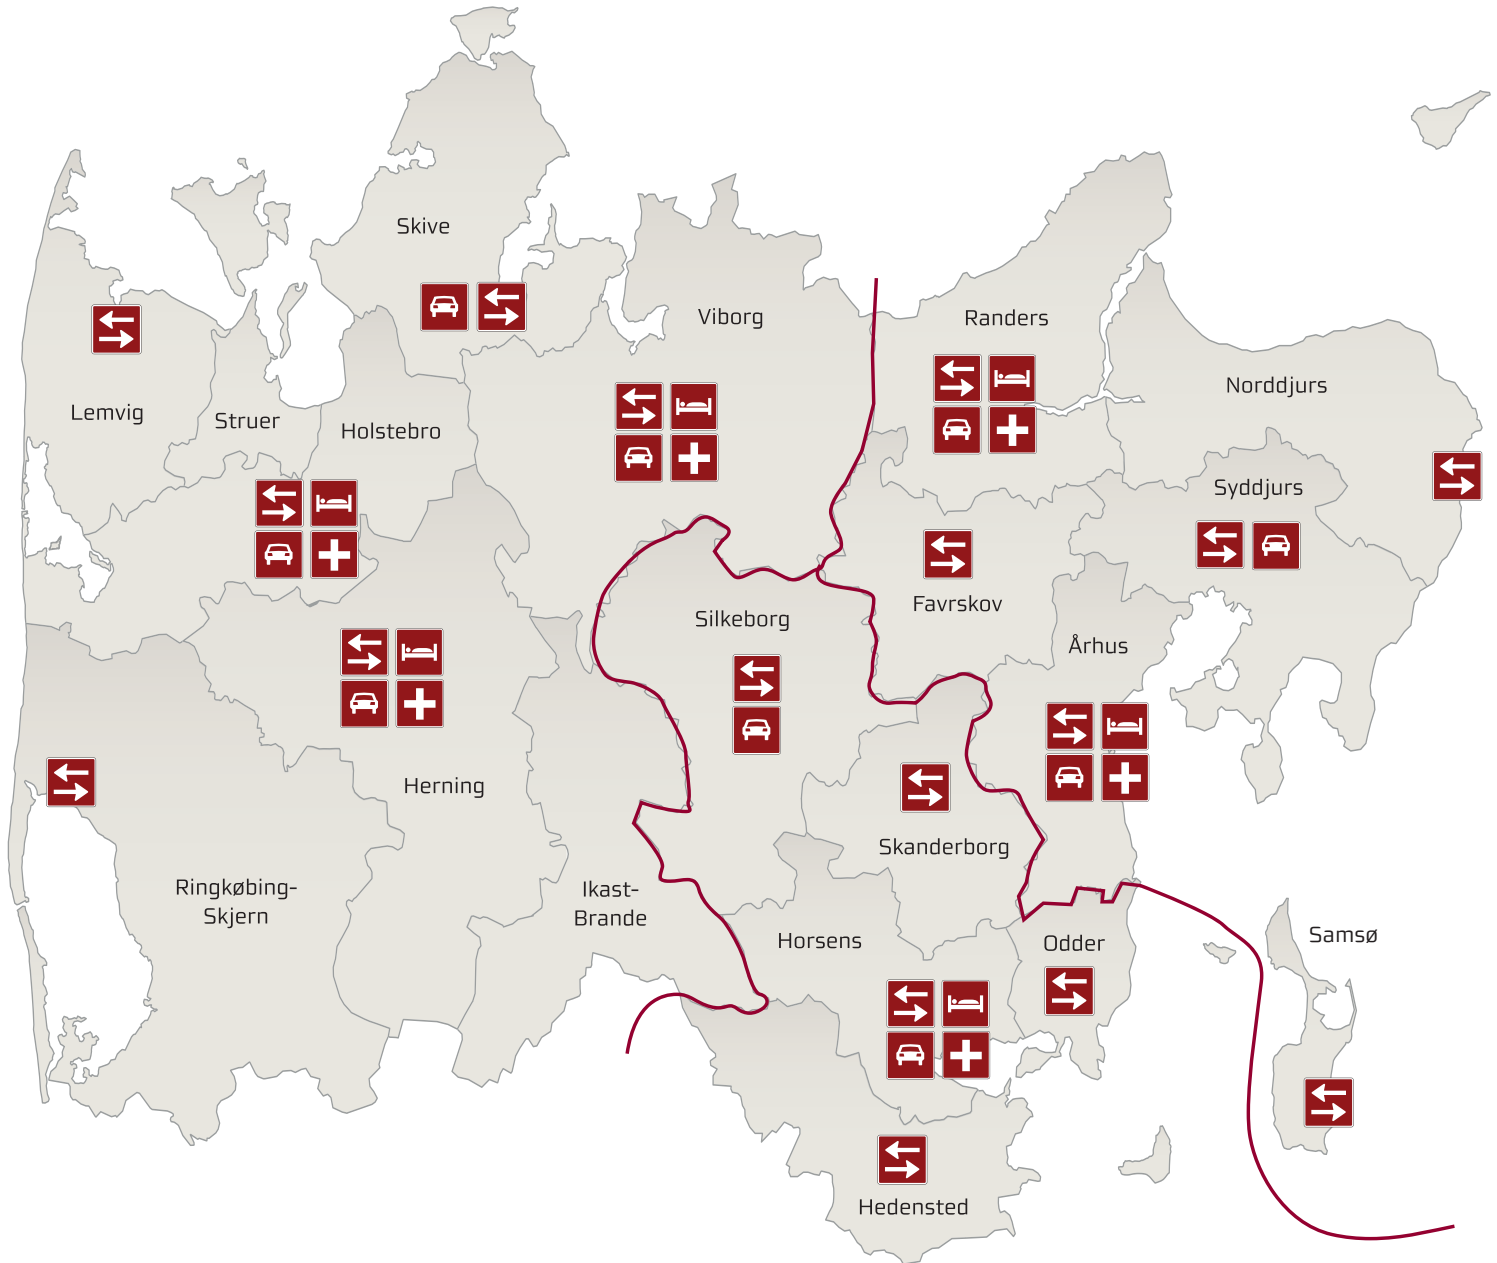 Skive
Viborg
Randers
Norddjurs
Lemvig
Struer
Holstebro
Syddjurs
Favrskov
Silkeborg
Århus
Herning
Skanderborg
Ringkøbing-
Skjern
Ikast-
Brande
Horsens
Odder
Samsø
Hedensted